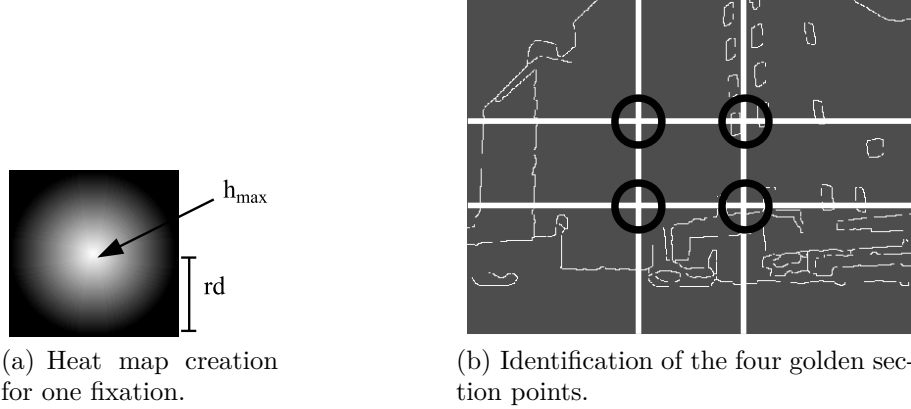 h_max
rd
(a) Heat map creation
for one fixation.
(b) Identification of the four golden sec-
tion points.